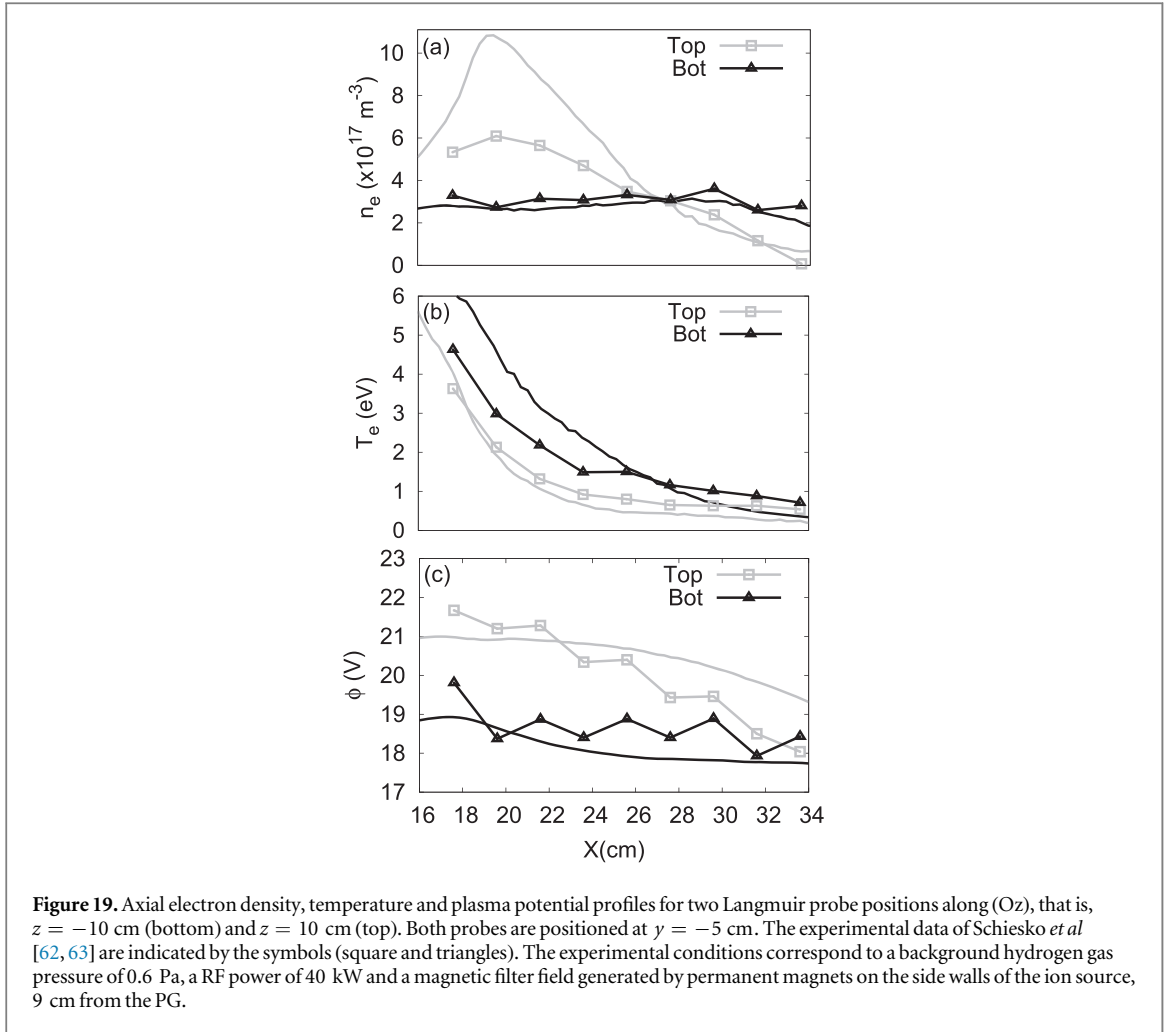 (a)
Top
Bot
10
8
6
4
2
0
n_e (x10^17 m^-3)
(b)
Top
Bot
6
5
4
3
2
1
0
T_e (eV)
(c)
Top
Bot
23
22
21
20
19
18
17
ϕ (V)
16 18 20 22 24 26 28 30 32 34
X(cm)
Figure 19. Axial electron density, temperature and plasma potential profiles for two Langmuir probe positions along (Oz), that is,
z = −10 cm (bottom) and z = 10 cm (top). Both probes are positioned at y = −5 cm. The experimental data of Schiesko et al
[62, 63] are indicated by the symbols (square and triangles). The experimental conditions correspond to a background hydrogen gas
pressure of 0.6 Pa, a RF power of 40 kW and a magnetic filter field generated by permanent magnets on the side walls of the ion source,
9 cm from the PG.